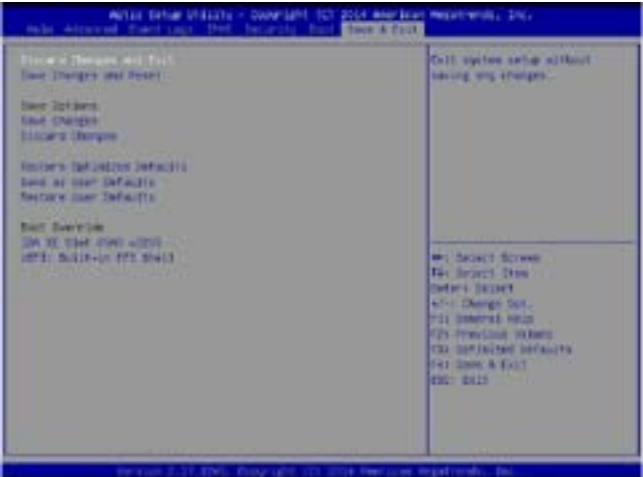 Aptio Setup Utility - Copyright (C) 2014 American Megatrends, Inc.
Main Advanced Event Logs IPMI Security Boot Save & Exit
Discard Changes and Exit
Save Changes and Reset
Save Options
Save Changes
Discard Changes
Restore Optimized Defaults
Save as User Defaults
Restore User Defaults
Boot Override
UEFI: Built-in EFI Shell
Exit system setup without
saving any changes.
: Select Screen
: Select Item
Enter: Select
+/-: Change Opt.
F1: General Help
F2: Previous Values
F3: Optimized Defaults
F4: Save & Exit
ESC: Exit
Version 2.17. Copyright (C) 2014 American Megatrends, Inc.